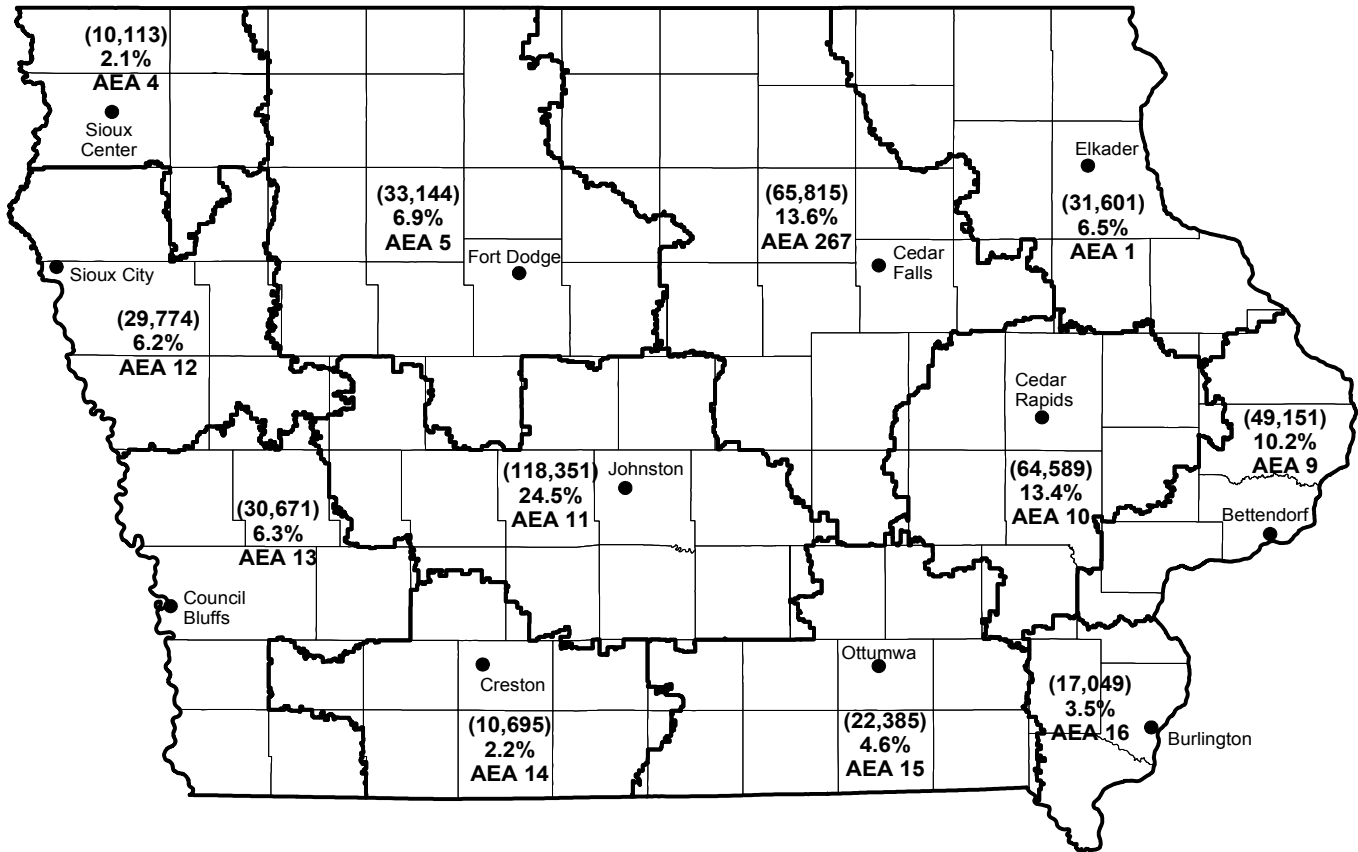 (10,113)
2.1%
AEA 4
Sioux
Center
Elkader
(31,601)
6.5%
AEA 1
(33,144)
6.9%
AEA 5
Fort Dodge
(65,815)
13.6%
AEA 267
Cedar
Falls
Sioux City
(29,774)
6.2%
AEA 12
Cedar
Rapids
(64,589)
13.4%
AEA 10
(49,151)
10.2%
AEA 9
Bettendorf
(118,351)
24.5%
AEA 11
Johnston
(30,671)
6.3%
AEA 13
Council
Bluffs
Creston
(10,695)
2.2%
AEA 14
Ottumwa
(22,385)
4.6%
AEA 15
(17,049)
3.5%
AEA 16
Burlington